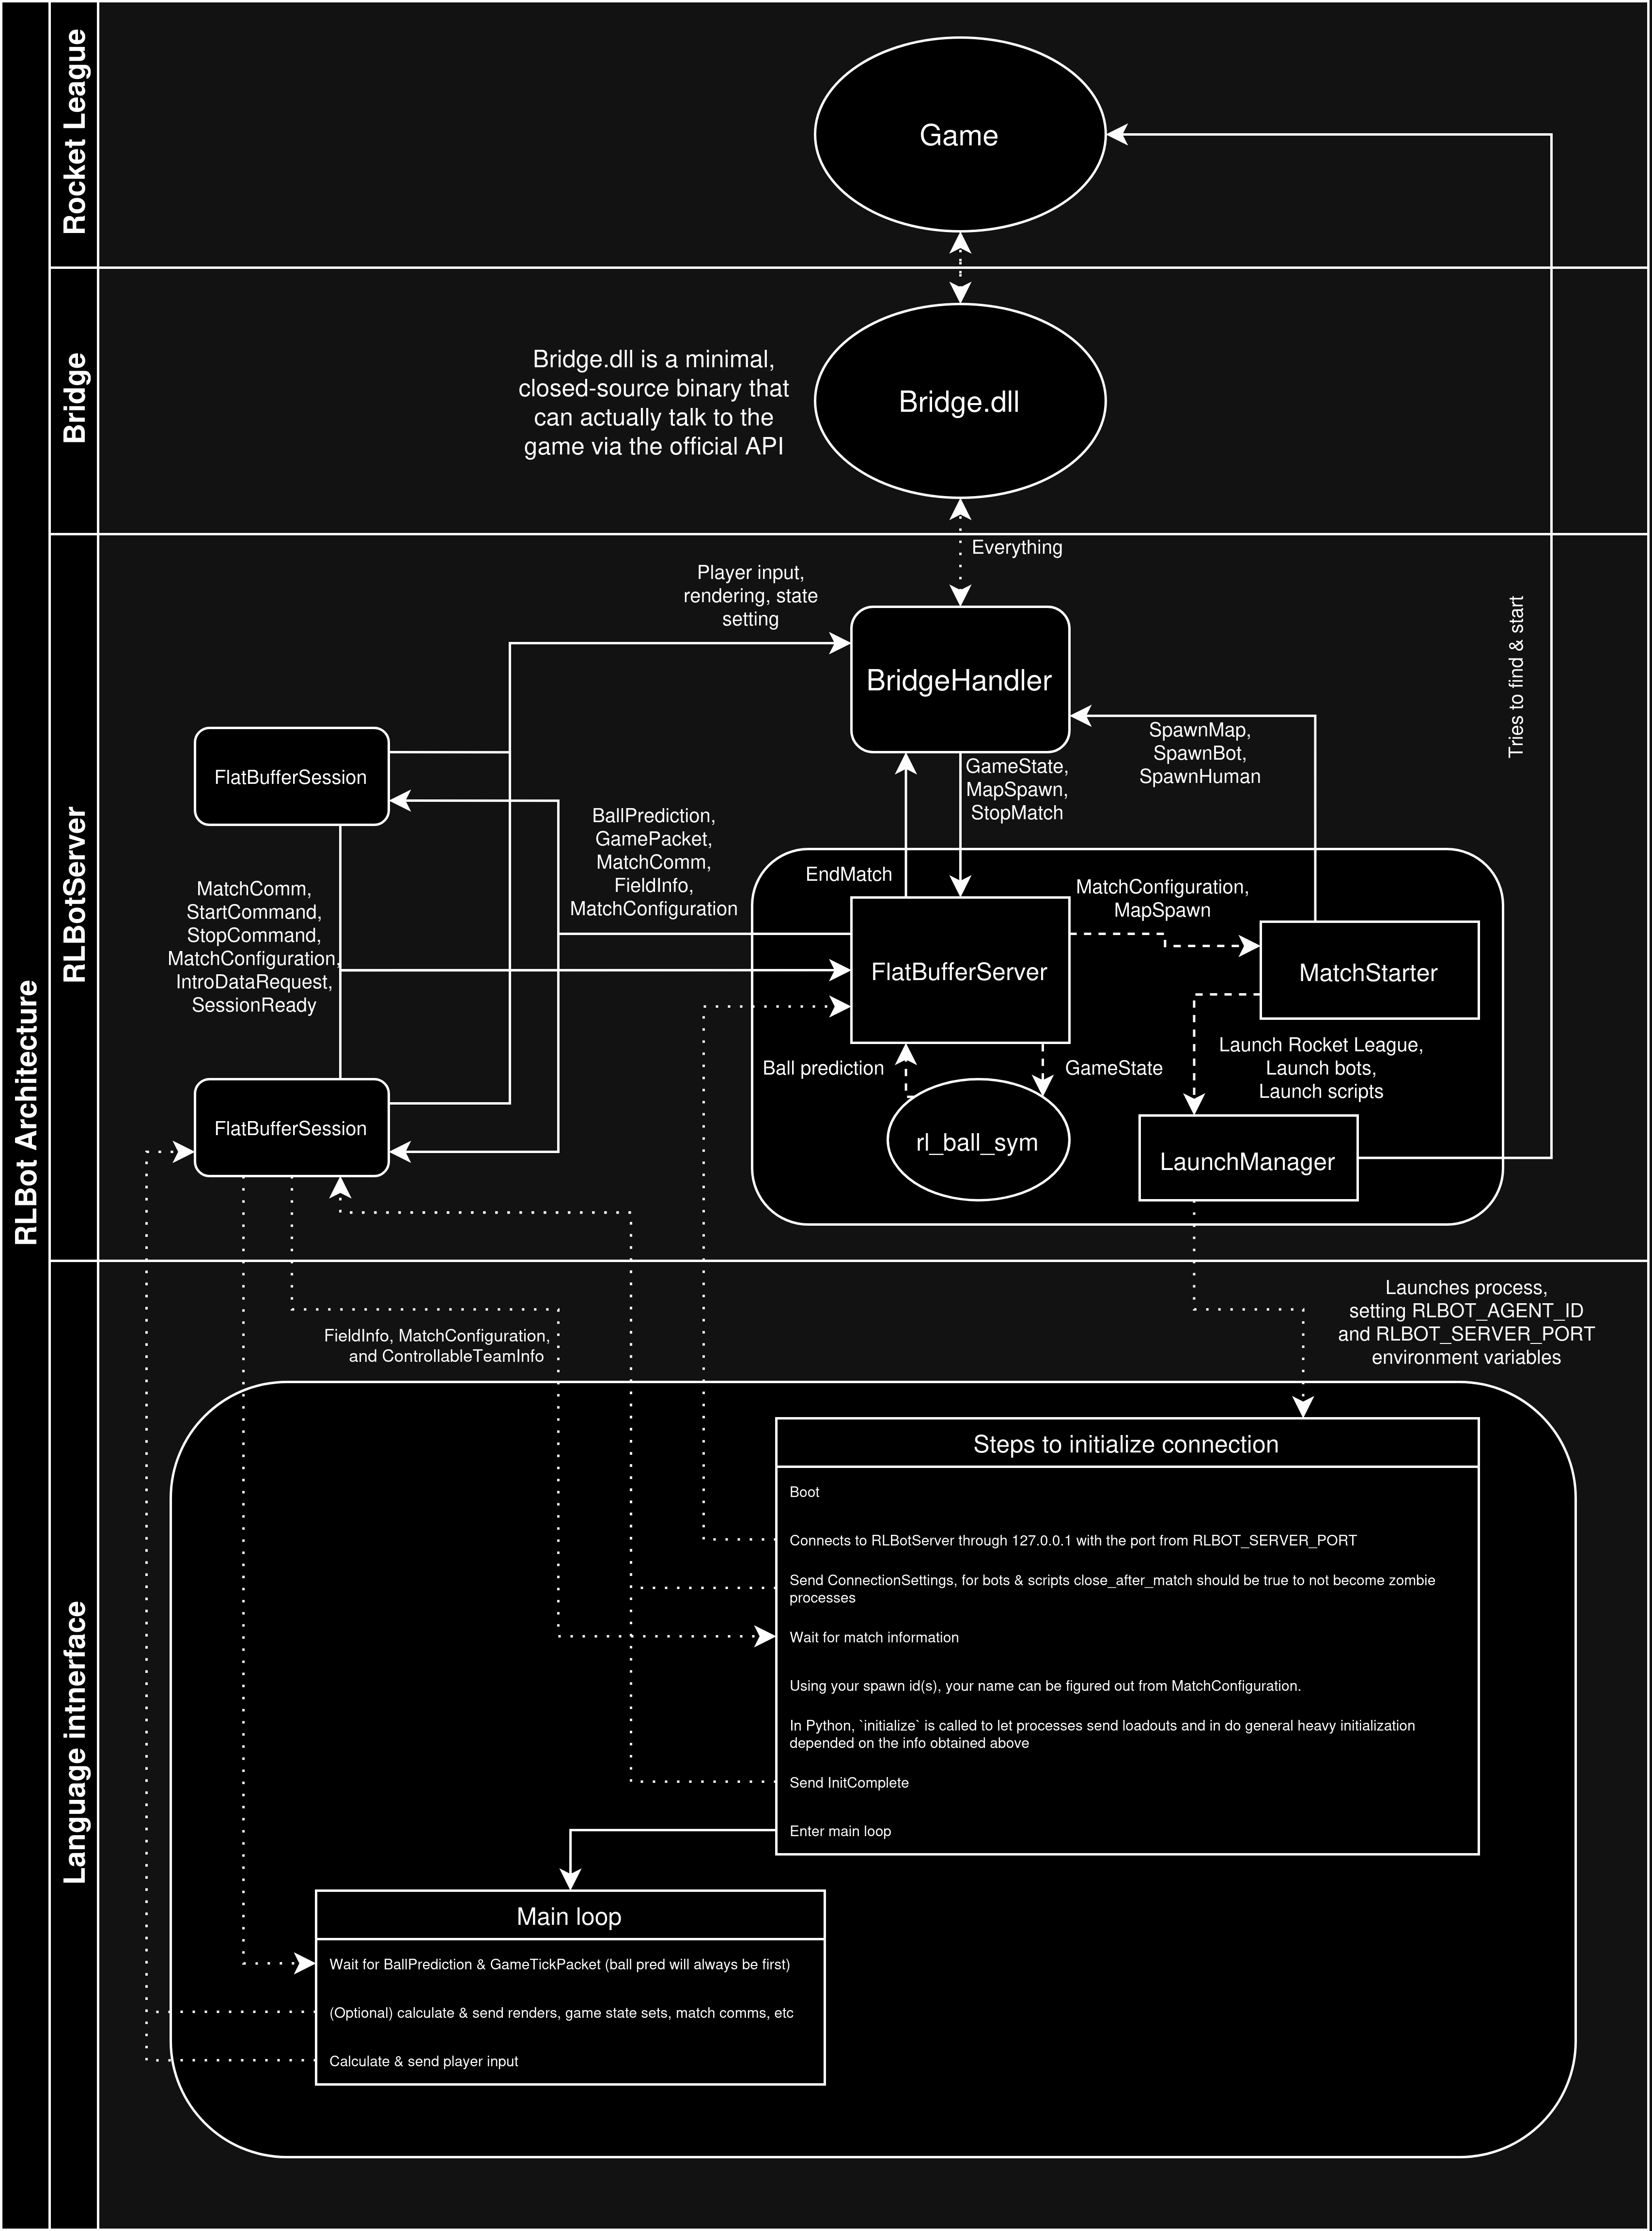 RLBot Architecture
Rocket League
Game
Bridge
Bridge.dll is a minimal,
closed-source binary that
can actually talk to the
game via the official API
Bridge.dll
RLBotServer
Everything
Player input,
rendering, state
setting
BridgeHandler
Tries to find & start
SpawnMap,
SpawnBot,
SpawnHuman
FlatBufferSession
GameState,
MapSpawn,
StopMatch
BallPrediction,
GamePacket,
MatchComm,
FieldInfo,
MatchConfiguration
EndMatch
MatchComm,
StartCommand,
StopCommand,
MatchConfiguration,
IntroDataRequest,
SessionReady
MatchConfiguration,
MapSpawn
FlatBufferServer
MatchStarter
Ball prediction
GameState
Launch Rocket League,
Launch bots,
Launch scripts
FlatBufferSession
rl_ball_sym
LaunchManager
Language intnerface
Launches process,
setting RLBOT_AGENT_ID
and RLBOT_SERVER_PORT
environment variables
FieldInfo, MatchConfiguration,
and ControllableTeamInfo
Steps to initialize connection
Boot
Connects to RLBotServer through 127.0.0.1 with the port from RLBOT_SERVER_PORT
Send ConnectionSettings, for bots & scripts close_after_match should be true to not become zombie
processes
Wait for match information
Using your spawn id(s), your name can be figured out from MatchConfiguration.
In Python, `initialize` is called to let processes send loadouts and in do general heavy initialization
depended on the info obtained above
Send InitComplete
Enter main loop
Main loop
Wait for BallPrediction & GameTickPacket (ball pred will always be first)
(Optional) calculate & send renders, game state sets, match comms, etc
Calculate & send player input